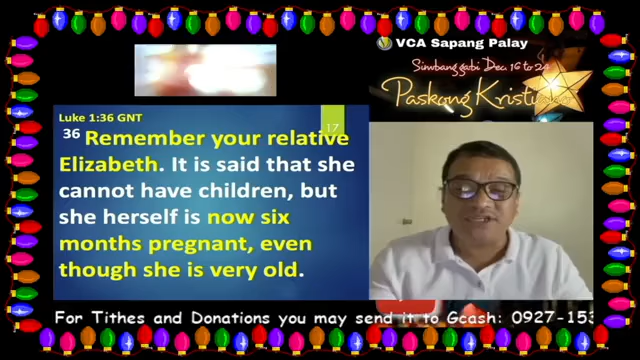 VCA Sapang Palay
Simbang gabi Dec. 16 to 24
Paskong Kristiano
Luke 1:36 GNT
17
36 Remember your relative
Elizabeth. It is said that she
cannot have children, but
she herself is now six
months pregnant, even
though she is very old.
For Tithes and Donations you may send it to Gcash: 0927-153